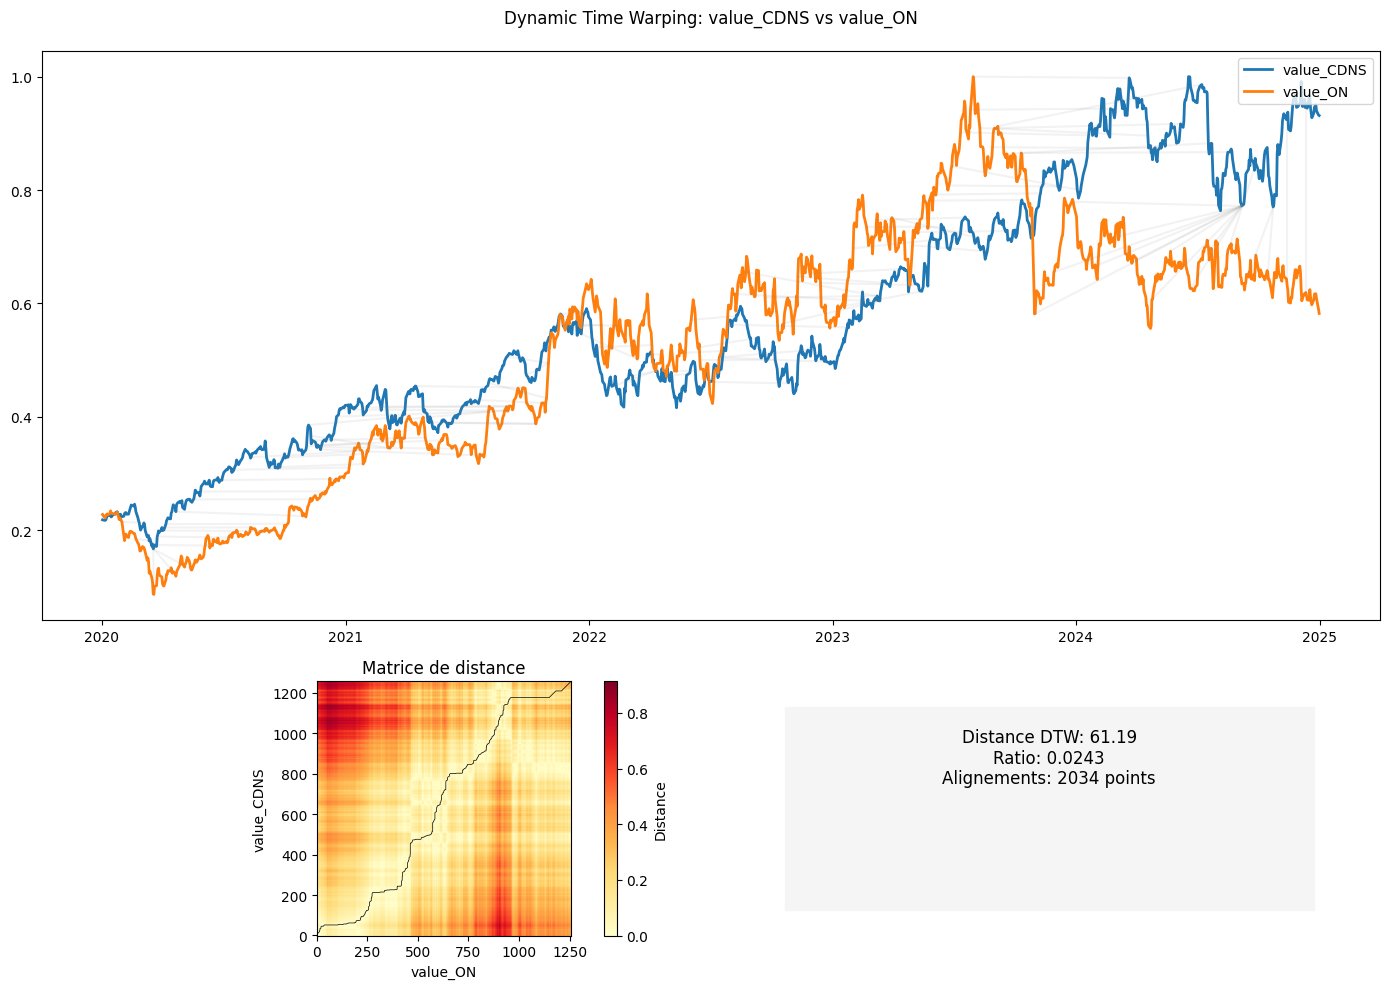 Dynamic Time Warping: value_CDNS vs value_ON
value_CDNS
value_ON
1.0
0.8
0.6
0.4
0.2
2020 2021 2022 2023 2024 2025
Matrice de distance
value_CDNS
1200
1000
800
600
400
200
0
0 250 500 750 1000 1250
value_ON
0.8
0.6
0.4
0.2
0.0
Distance
Distance DTW: 61.19
Ratio: 0.0243
Alignements: 2034 points